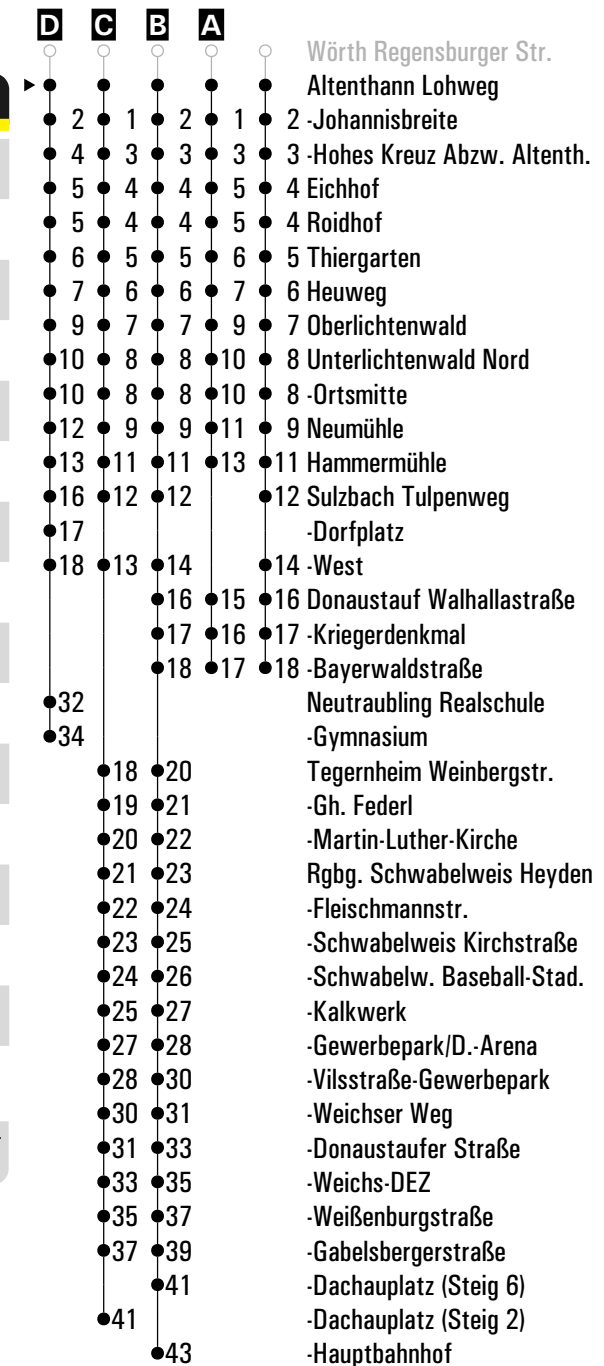 D C B A
Wörth Regensburger Str.
Altenthann Lohweg
2 1 2 1 2 -Johannisbreite
4 3 3 3 3 -Hohes Kreuz Abzw. Altenth.
5 4 4 5 4 Eichhof
5 4 4 5 4 Roidhof
6 5 5 6 5 Thiergarten
7 6 6 7 6 Heuweg
9 7 7 9 7 Oberlichtenwald
10 8 8 10 8 Unterlichtenwald Nord
10 8 8 10 8 -Ortsmitte
12 9 9 11 9 Neumühle
13 11 11 13 11 Hammermühle
16 12 12 12 Sulzbach Tulpenweg
17 -Dorfplatz
18 13 14 14 -West
16 15 16 Donaustauf Walhallastraße
17 16 17 -Kriegerdenkmal
18 17 18 -Bayerwaldstraße
32 Neutraubling Realschule
34 -Gymnasium
18 20 Tegernheim Weinbergstr.
19 21 -Gh. Federl
20 22 -Martin-Luther-Kirche
21 23 Rgbg. Schwabelweis Heyden
22 24 -Fleischmannstr.
23 25 -Schwabelweis Kirchstraße
24 26 -Schwabelw. Baseball-Stad.
25 27 -Kalkwerk
27 28 -Gewerbepark/D.-Arena
28 30 -Vilsstraße-Gewerbepark
30 31 -Weichser Weg
31 33 -Donaustaufer Straße
33 35 -Weichs-DEZ
35 37 -Weißenburgstraße
37 39 -Gabelsbergerstraße
41 -Dachauplatz (Steig 6)
41 -Dachauplatz (Steig 2)
43 -Hauptbahnhof